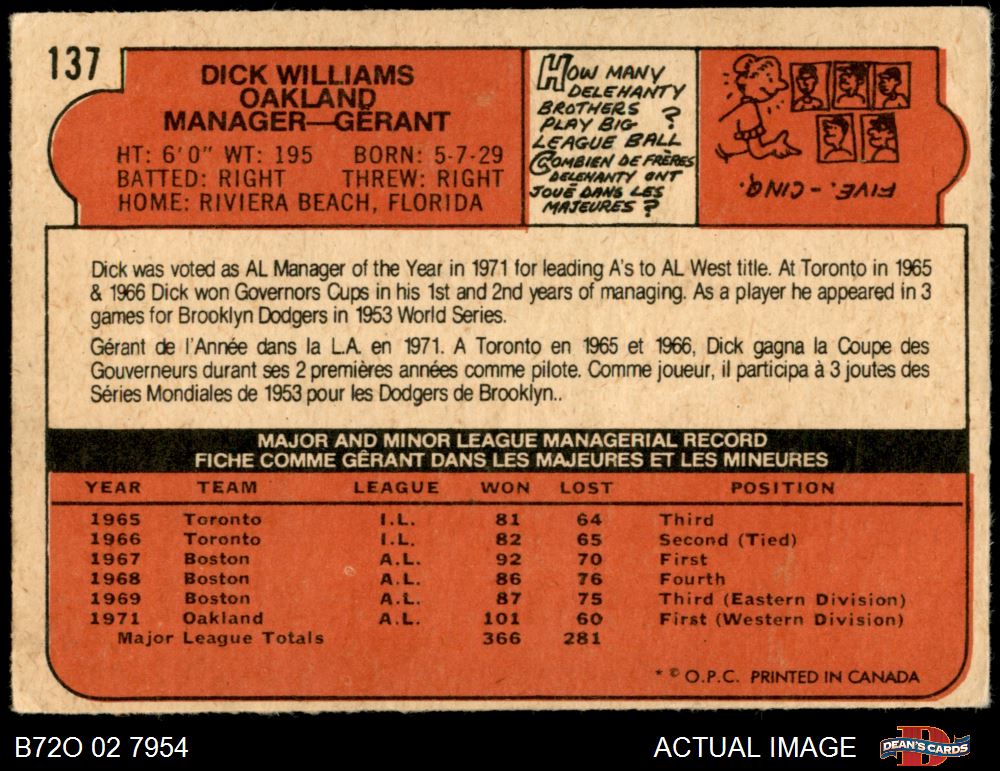 137
DICK WILLIAMS
OAKLAND
MANAGER—GÉRANT
HT: 6'0" WT: 195 BORN: 5-7-29
BATTED: RIGHT THREW: RIGHT
HOME: RIVIERA BEACH, FLORIDA
HOW MANY
DELEHANTY
BROTHERS
PLAY BIG ?
LEAGUE BALL
COMBIEN DE FRÈRES
DELEHANTY ONT
JOUÉ DANS LES
MAJEURES ?
FIVE. - CINQ.
Dick was voted as AL Manager of the Year in 1971 for leading A's to AL West title. At Toronto in 1965
& 1966 Dick won Governors Cups in his 1st and 2nd years of managing. As a player he appeared in 3
games for Brooklyn Dodgers in 1953 World Series.
Gérant de l'Année dans la L.A. en 1971. A Toronto en 1965 et 1966, Dick gagna la Coupe des
Gouverneurs durant ses 2 premières années comme pilote. Comme joueur, il participa à 3 joutes des
Séries Mondiales de 1953 pour les Dodgers de Brooklyn..
MAJOR AND MINOR LEAGUE MANAGERIAL RECORD
FICHE COMME GÉRANT DANS LES MAJEURES ET LES MINEURES
YEAR TEAM LEAGUE WON LOST POSITION
1965 Toronto I.L. 81 64 Third
1966 Toronto I.L. 82 65 Second (Tied)
1967 Boston A.L. 92 70 First
1968 Boston A.L. 86 76 Fourth
1969 Boston A.L. 87 75 Third (Eastern Division)
1971 Oakland A.L. 101 60 First (Western Division)
Major League Totals 366 281
* © O.P.C. PRINTED IN CANADA
B72O 02 7954
ACTUAL IMAGE
DEAN'S CARDS